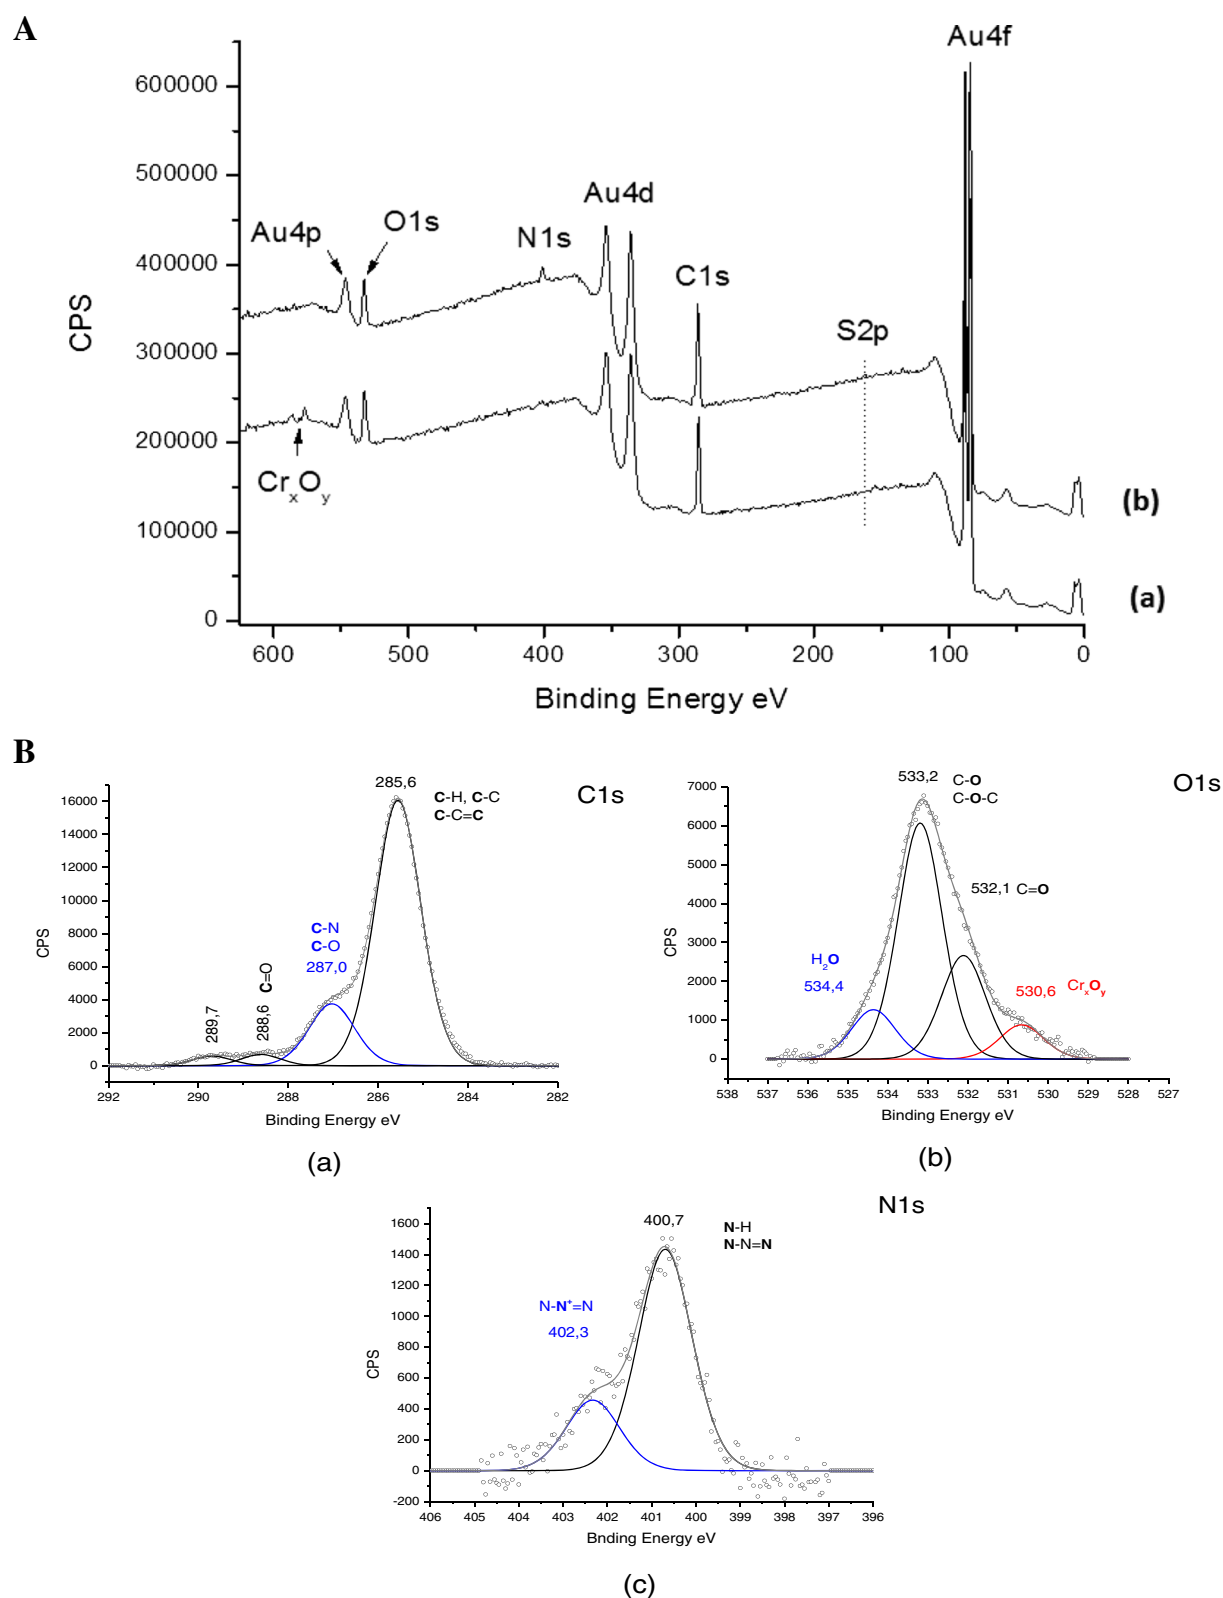 A
Au4f
600000
500000
400000
300000
200000
100000
0
CPS
Au4p
O1s
N1s
Au4d
C1s
S2p
CrxOy
(b)
(a)
600
500
400
300
200
100
0
Binding Energy eV
B
C1s
285,6
C-H, C-C
C-C=C
C-N
C-O
287,0
C=O
288,6
289,7
16000
14000
12000
10000
8000
6000
4000
2000
0
CPS
292
290
288
286
284
282
Binding Energy eV
(a)
O1s
533,2
C-O
C-O-C
532,1 C=O
H2O
534,4
530,6 CrxOy
7000
6000
5000
4000
3000
2000
1000
0
CPS
538
537
536
535
534
533
532
531
530
529
528
527
Binding Energy eV
(b)
N1s
400,7
N-H
N-N=N
N-N+=N
402,3
1600
1400
1200
1000
800
600
400
200
0
-200
CPS
406
405
404
403
402
401
400
399
398
397
396
Bnding Energy eV
(c)